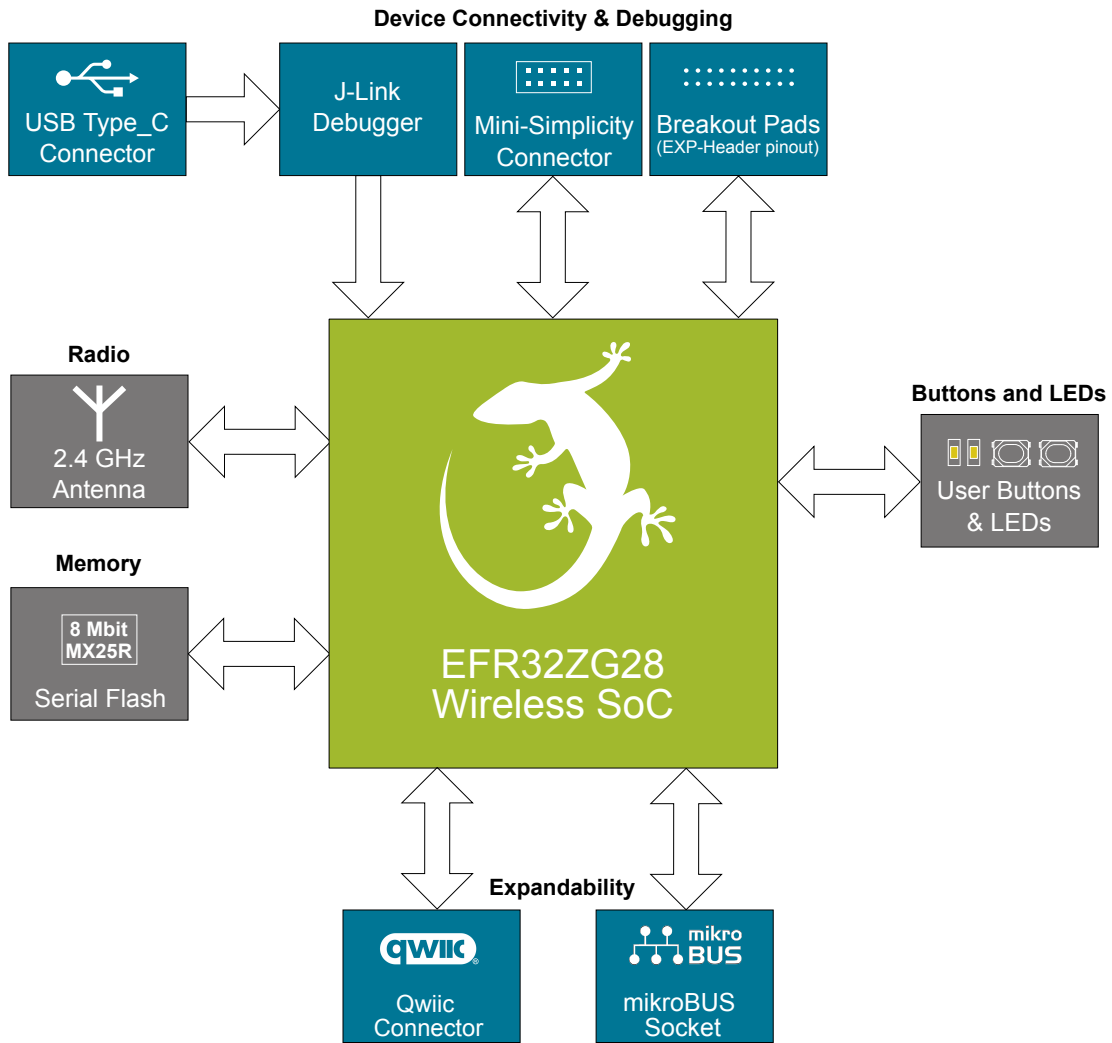 Device Connectivity & Debugging
USB Type_C
Connector
J-Link
Debugger
Mini-Simplicity
Connector
Breakout Pads
(EXP-Header pinout)
Radio
2.4 GHz
Antenna
Buttons and LEDs
User Buttons
& LEDs
Memory
8 Mbit
MX25R
Serial Flash
EFR32ZG28
Wireless SoC
Expandability
qwiic
Qwiic
Connector
mikro
BUS
mikroBUS
Socket